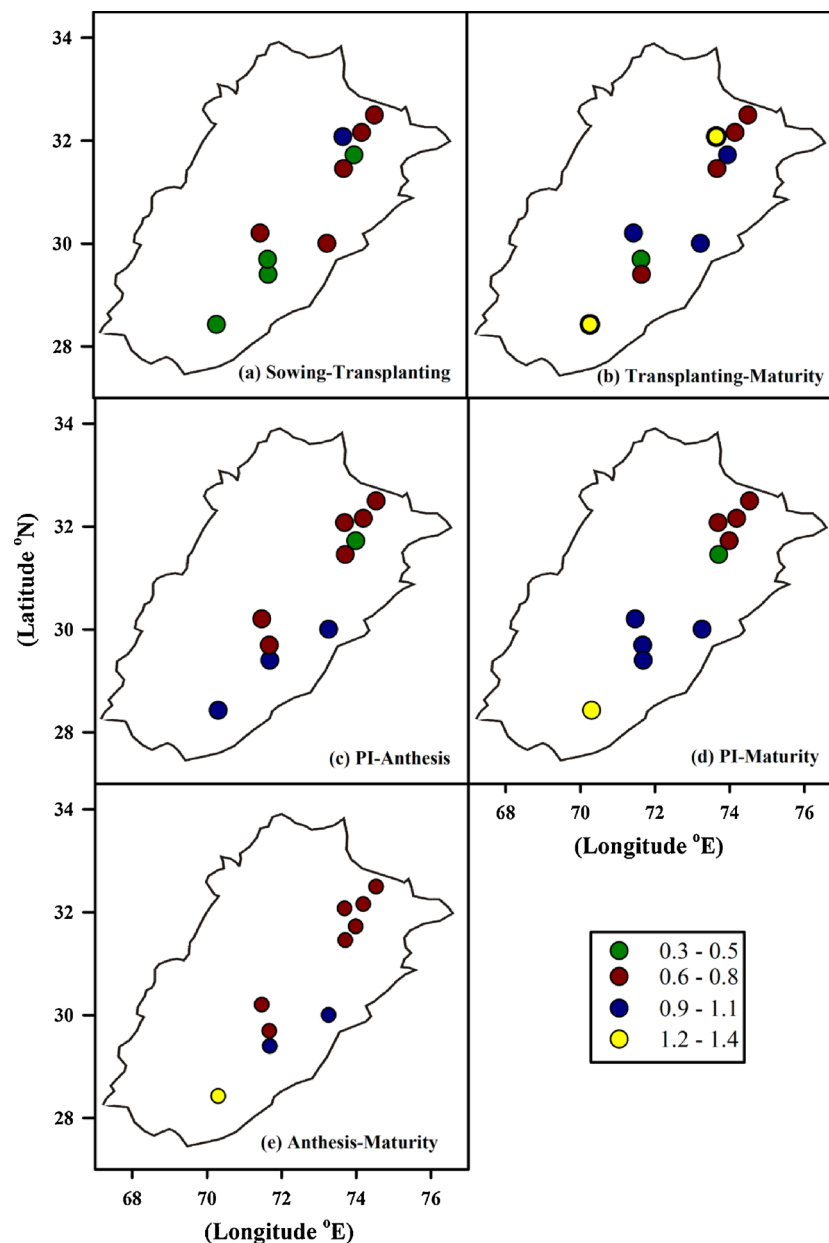 34
32
30
28
(a) Sowing-Transplanting
(b) Transplanting-Maturity
34
32
30
28
(Latitude °N)
(c) PI-Anthesis
(d) PI-Maturity
68 70 72 74 76
(Longitude °E)
34
32
30
28
(e) Anthesis-Maturity
0.3 - 0.5
0.6 - 0.8
0.9 - 1.1
1.2 - 1.4
68 70 72 74 76
(Longitude °E)